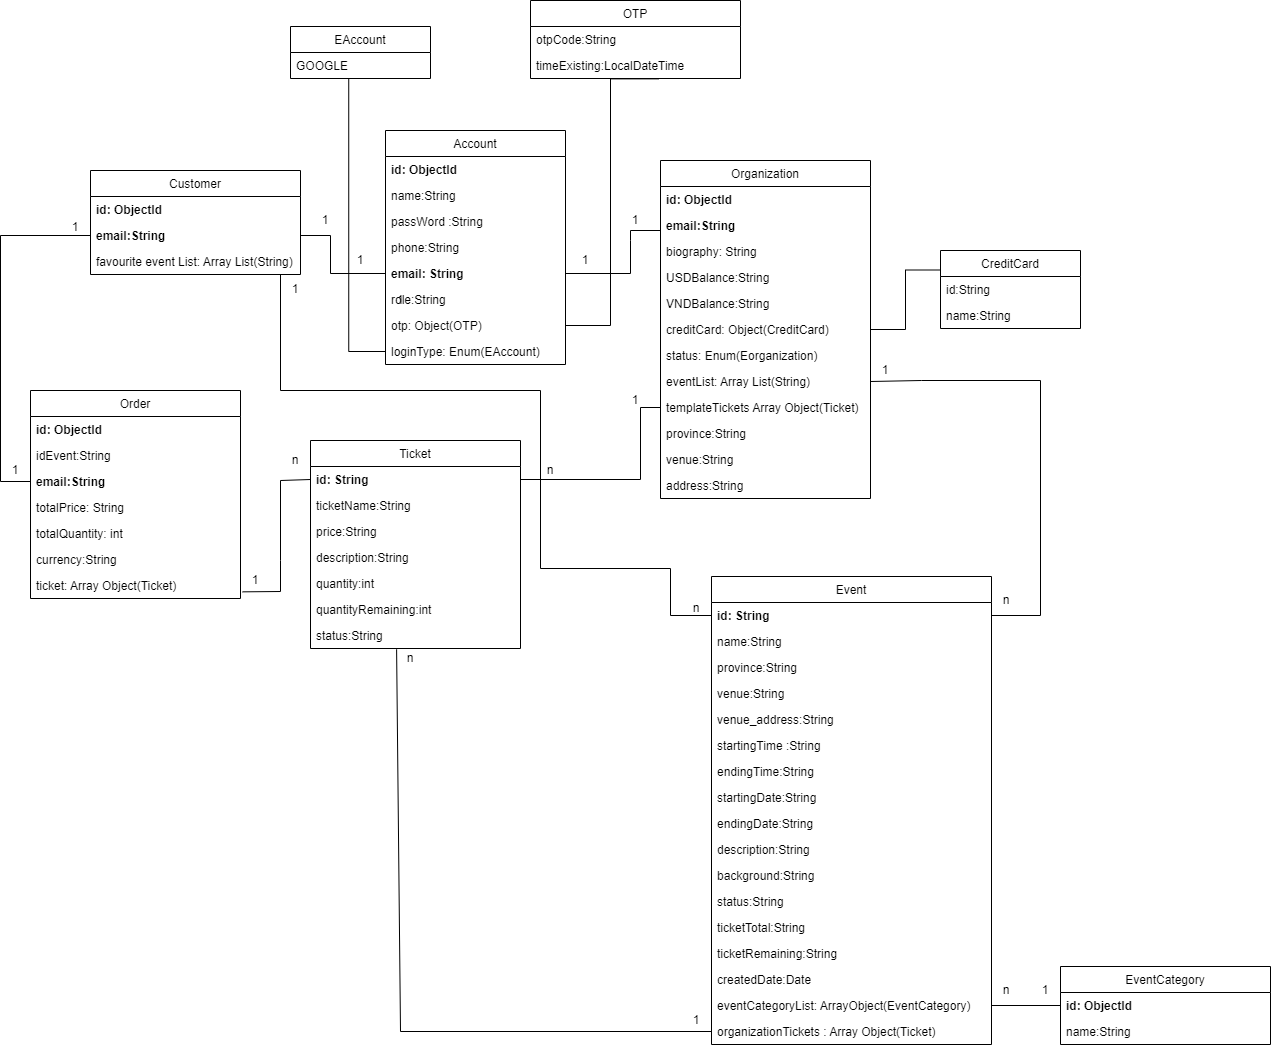 OTP
otpCode:String
timeExisting:LocalDateTime
EAccount
GOOGLE
Account
id: ObjectId
name:String
passWord :String
phone:String
email: String
rdle:String
otp: Object(OTP)
loginType: Enum(EAccount)
Customer
id: ObjectId
email:String
favourite event List: Array List(String)
1
1
1
1
1
1
Organization
id: ObjectId
email:String
biography: String
USDBalance:String
VNDBalance:String
creditCard: Object(CreditCard)
status: Enum(Eorganization)
eventList: Array List(String)
templateTickets Array Object(Ticket)
province:String
venue:String
address:String
CreditCard
id:String
name:String
1
1
Order
id: ObjectId
idEvent:String
email:String
totalPrice: String
totalQuantity: int
currency:String
ticket: Array Object(Ticket)
1
n
1
Ticket
id: String
ticketName:String
price:String
description:String
quantity:int
quantityRemaining:int
status:String
n
n
n
n
Event
id: String
name:String
province:String
venue:String
venue_address:String
startingTime :String
endingTime:String
startingDate:String
endingDate:String
description:String
background:String
status:String
ticketTotal:String
ticketRemaining:String
createdDate:Date
eventCategoryList: ArrayObject(EventCategory)
organizationTickets : Array Object(Ticket)
1
n
1
EventCategory
id: ObjectId
name:String